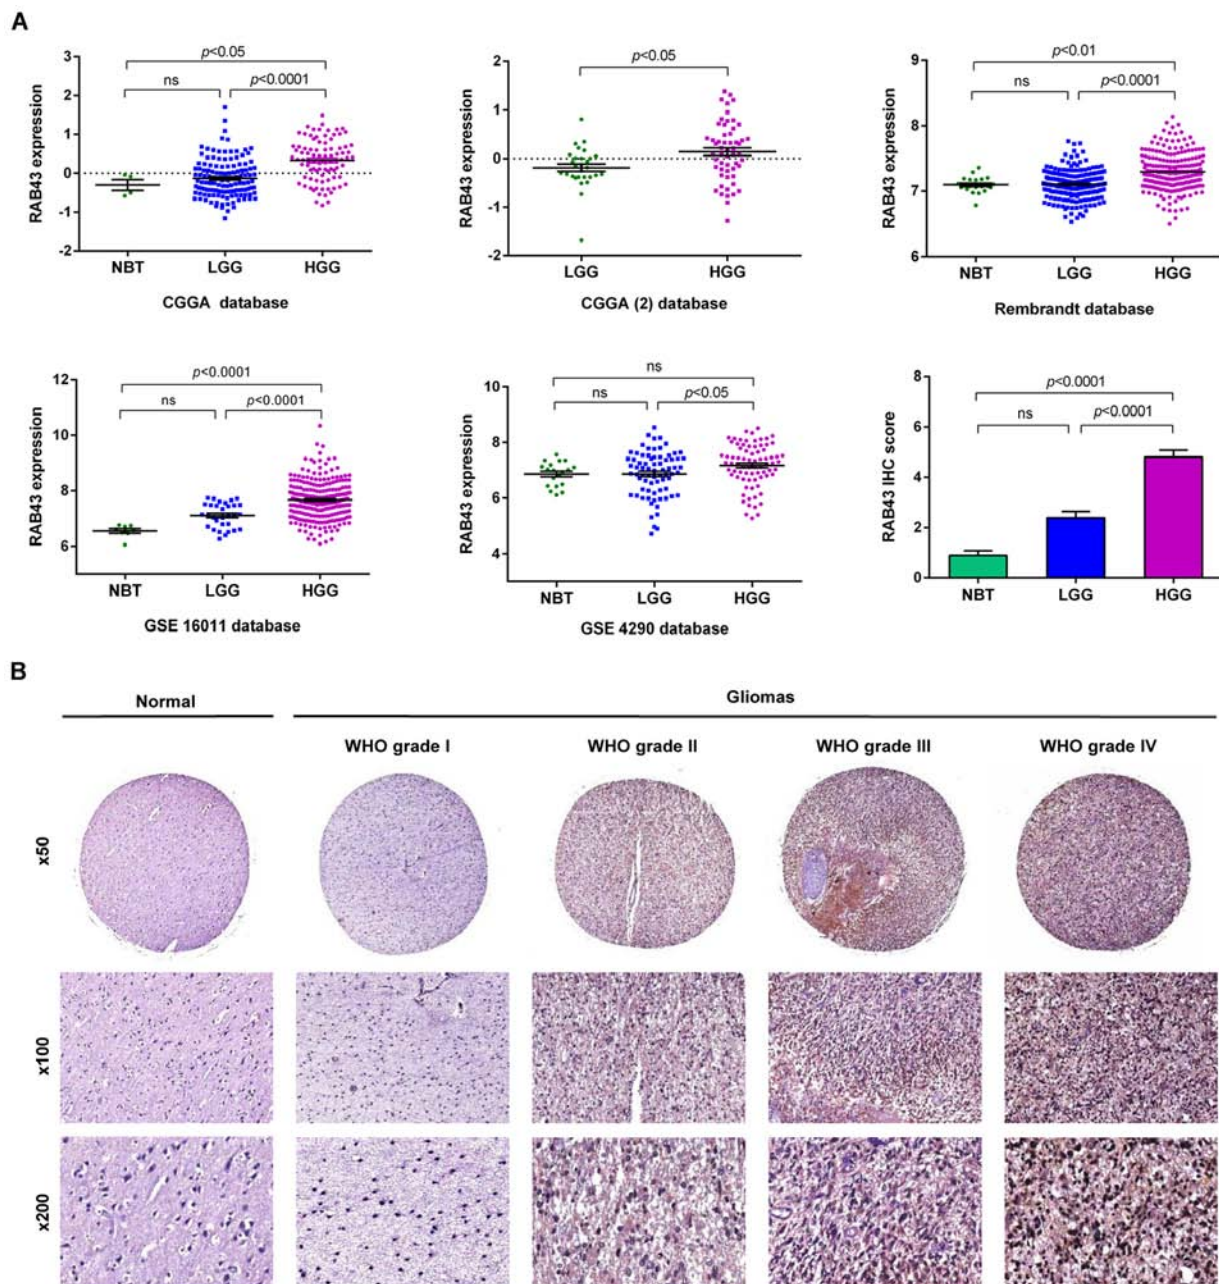 A
p<0.05
ns
p<0.0001
RAB43 expression
3
2
1
0
-1
-2
NBT
LGG
HGG
CGGA database
p<0.05
RAB43 expression
2
1
0
-1
-2
LGG
HGG
CGGA (2) database
p<0.01
ns
p<0.0001
RAB43 expression
9
8
7
6
NBT
LGG
HGG
Rembrandt database
p<0.0001
ns
p<0.0001
RAB43 expression
12
10
8
6
NBT
LGG
HGG
GSE 16011 database
ns
ns
p<0.05
RAB43 expression
10
8
6
4
NBT
LGG
HGG
GSE 4290 database
p<0.0001
ns
p<0.0001
RAB43 IHC score
8
6
4
2
0
NBT
LGG
HGG
B
Normal
Gliomas
WHO grade I
WHO grade II
WHO grade III
WHO grade IV
x50
x100
x200